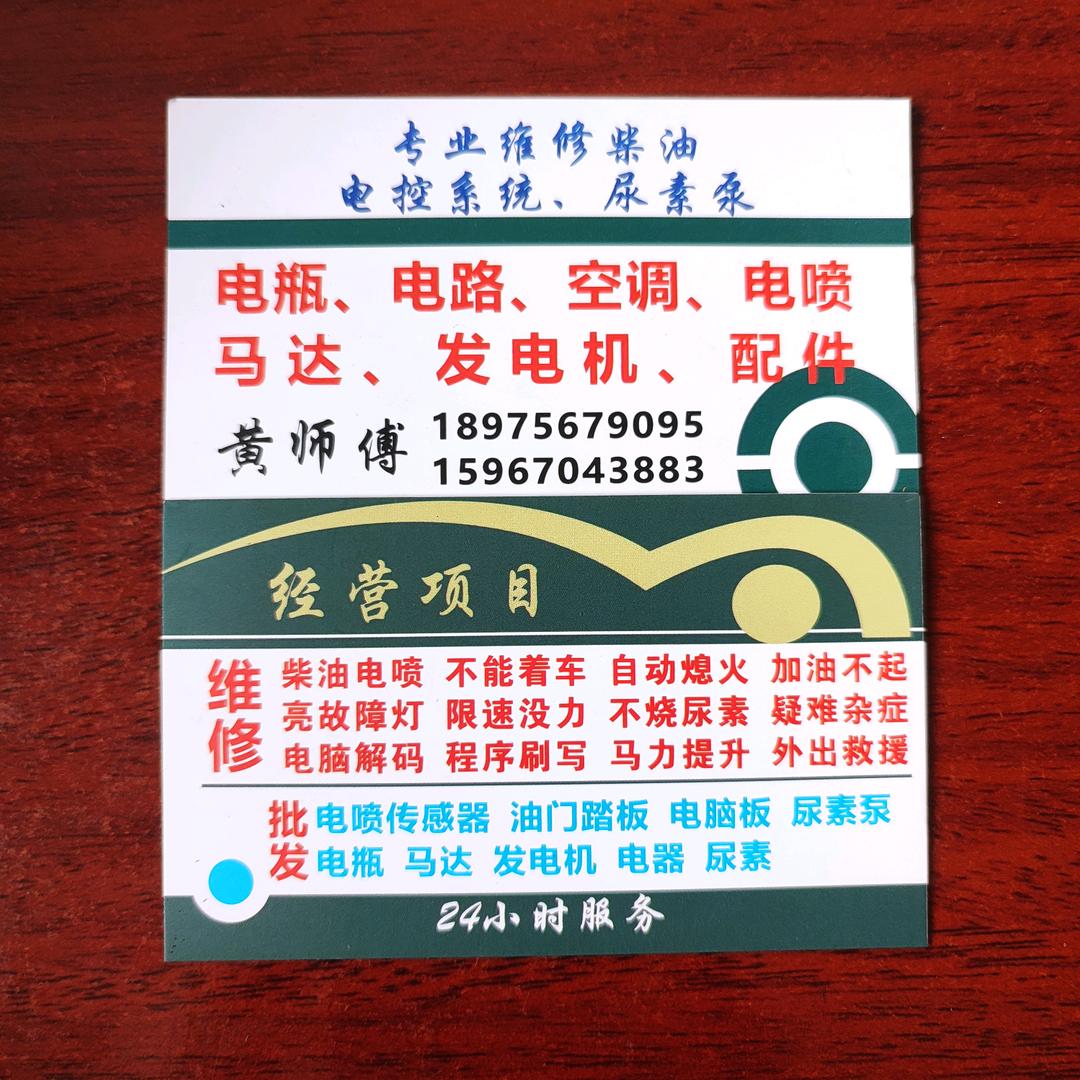 专业维修柴油
电控系统、尿素泵
电瓶、电路、空调、电喷
马达、发电机、配件
黄师傅 18975679095
15967043883
经营项目
维修
柴油电喷 不能着车 自动熄火 加油不起
亮故障灯 限速没力 不烧尿素 疑难杂症
电脑解码 程序刷写 马力提升 外出救援
批发
电喷传感器 油门踏板 电脑板 尿素泵
电瓶 马达 发电机 电器 尿素
24小时服务